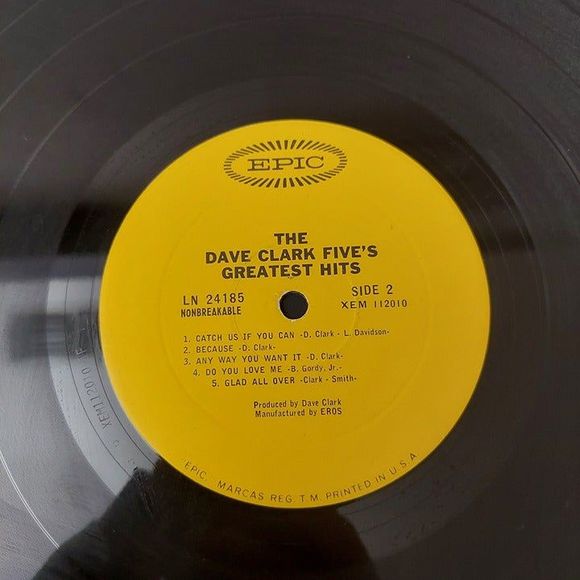 EPIC
THE
DAVE CLARK FIVE'S
GREATEST HITS
LN 24185 SIDE 2
NONBREAKABLE XEM 112010
1. CATCH US IF YOU CAN -D. Clark - L. Davidson-
2. BECAUSE -D. Clark-
3. ANY WAY YOU WANT IT -D. Clark-
4. DO YOU LOVE ME -B. Gordy, Jr.-
5. GLAD ALL OVER -Clark - Smith-
Produced by Dave Clark
Manufactured by EROS
"EPIC, MARCAS REG. T.M. PRINTED IN U.S.A.
XEM112010